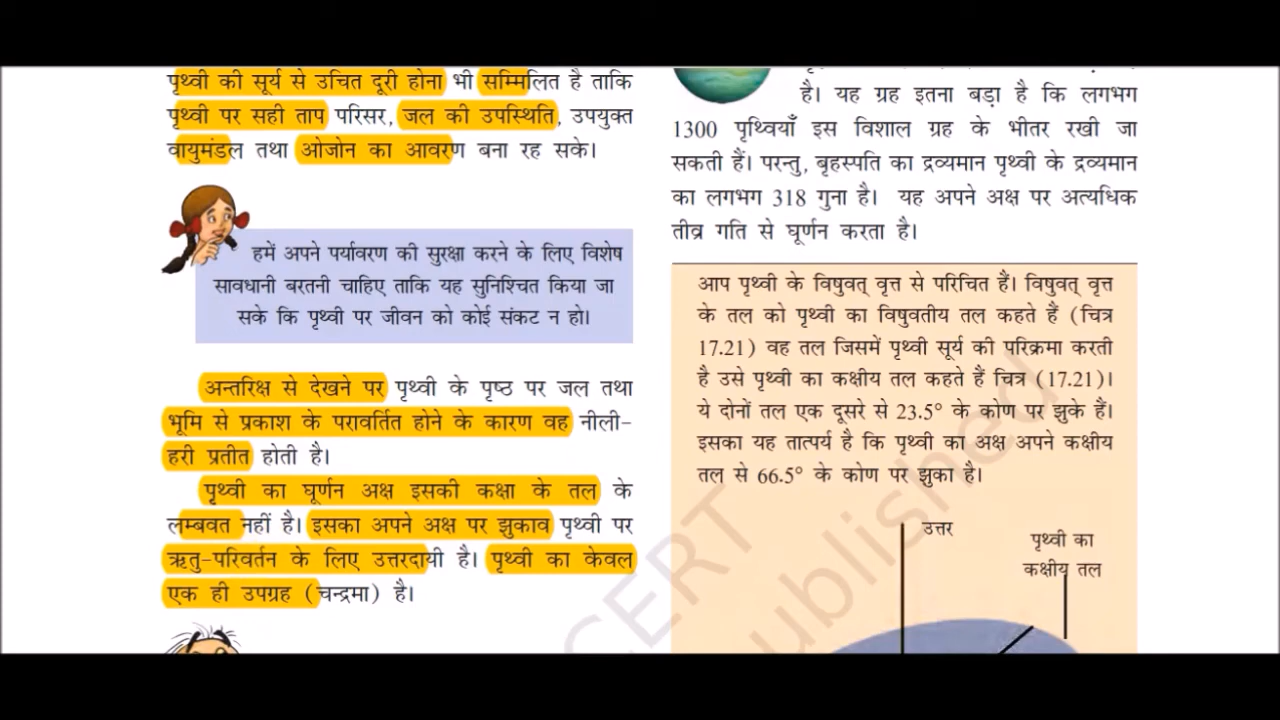 पृथ्वी की सूर्य से उचित दूरी होना भी सम्मिलित है ताकि
पृथ्वी पर सही ताप परिसर, जल की उपस्थिति, उपयुक्त
वायुमंडल तथा ओजोन का आवरण बना रह सके।
हमें अपने पर्यावरण की सुरक्षा करने के लिए विशेष
सावधानी बरतनी चाहिए ताकि यह सुनिश्चित किया जा
सके कि पृथ्वी पर जीवन को कोई संकट न हो।
अन्तरिक्ष से देखने पर पृथ्वी के पृष्ठ पर जल तथा
भूमि से प्रकाश के परावर्तित होने के कारण वह नीली-
हरी प्रतीत होती है।
पृथ्वी का घूर्णन अक्ष इसकी कक्षा के तल के
लम्बवत नहीं है। इसका अपने अक्ष पर झुकाव पृथ्वी पर
ऋतु-परिवर्तन के लिए उत्तरदायी है। पृथ्वी का केवल
एक ही उपग्रह (चन्द्रमा) है।
है। यह ग्रह इतना बड़ा है कि लगभग
1300 पृथ्वियाँ इस विशाल ग्रह के भीतर रखी जा
सकती हैं। परन्तु, बृहस्पति का द्रव्यमान पृथ्वी के द्रव्यमान
का लगभग 318 गुना है। यह अपने अक्ष पर अत्यधिक
तीव्र गति से घूर्णन करता है।
आप पृथ्वी के विषुवत् वृत्त से परिचित हैं। विषुवत् वृत्त
के तल को पृथ्वी का विषुवतीय तल कहते हैं (चित्र
17.21) वह तल जिसमें पृथ्वी सूर्य की परिक्रमा करती
है उसे पृथ्वी का कक्षीय तल कहते हैं चित्र (17.21)।
ये दोनों तल एक दूसरे से 23.5° के कोण पर झुके हैं।
इसका यह तात्पर्य है कि पृथ्वी का अक्ष अपने कक्षीय
तल से 66.5° के कोण पर झुका है।
उत्तर
पृथ्वी का
कक्षीय तल